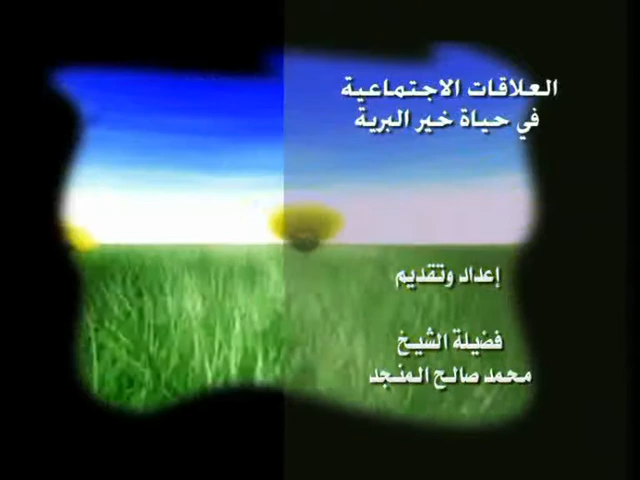 العلاقات الاجتماعية
في حياة خير البرية
إعداد وتقديم
فضيلة الشيخ
محمد صالح المنجد